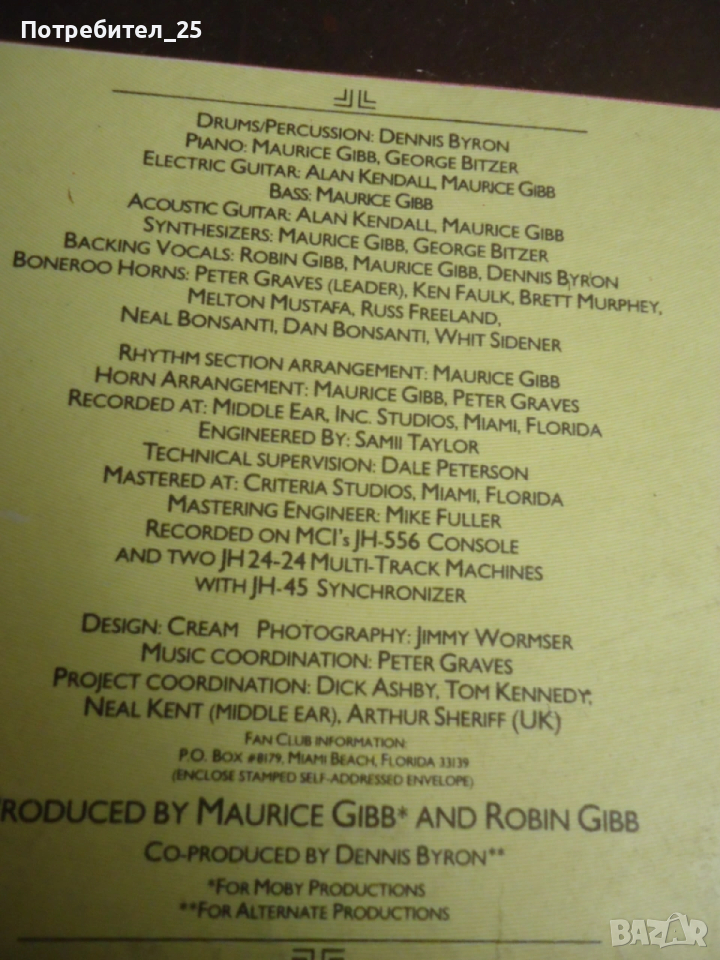 Потребител_25
DRUMS/PERCUSSION: DENNIS BYRON
PIANO: MAURICE GIBB, GEORGE BITZER
ELECTRIC GUITAR: ALAN KENDALL, MAURICE GIBB
BASS: MAURICE GIBB
ACOUSTIC GUITAR: ALAN KENDALL, MAURICE GIBB
SYNTHESIZERS: MAURICE GIBB, GEORGE BITZER
BACKING VOCALS: ROBIN GIBB, MAURICE GIBB, DENNIS BYRON
BONEROO HORNS: PETER GRAVES (LEADER), KEN FAULK, BRETT MURPHEY,
MELTON MUSTAFA, RUSS FREELAND,
NEAL BONSANTI, DAN BONSANTI, WHIT SIDENER
RHYTHM SECTION ARRANGEMENT: MAURICE GIBB
HORN ARRANGEMENT: MAURICE GIBB, PETER GRAVES
RECORDED AT: MIDDLE EAR, INC. STUDIOS, MIAMI, FLORIDA
ENGINEERED BY: SAMII TAYLOR
TECHNICAL SUPERVISION: DALE PETERSON
MASTERED AT: CRITERIA STUDIOS, MIAMI, FLORIDA
MASTERING ENGINEER: MIKE FULLER
RECORDED ON MCI's JH-556 CONSOLE
AND TWO JH 24-24 MULTI-TRACK MACHINES
WITH JH-45 SYNCHRONIZER
DESIGN: CREAM PHOTOGRAPHY: JIMMY WORMSER
MUSIC COORDINATION: PETER GRAVES
PROJECT COORDINATION: DICK ASHBY, TOM KENNEDY,
NEAL KENT (MIDDLE EAR), ARTHUR SHERIFF (UK)
FAN CLUB INFORMATION:
P.O. BOX #8179, MIAMI BEACH, FLORIDA 33139
(ENCLOSE STAMPED SELF-ADDRESSED ENVELOPE)
RODUCED BY MAURICE GIBB* AND ROBIN GIBB
CO-PRODUCED BY DENNIS BYRON**
*FOR MOBY PRODUCTIONS
**FOR ALTERNATE PRODUCTIONS
BAZAR